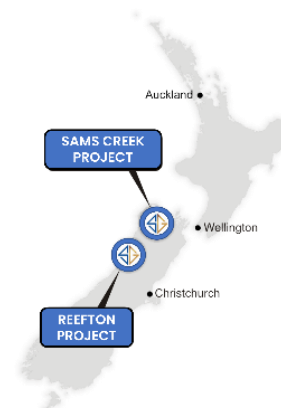 Auckland
SAMS CREEK
PROJECT
Wellington
Christchurch
REEFTON
PROJECT